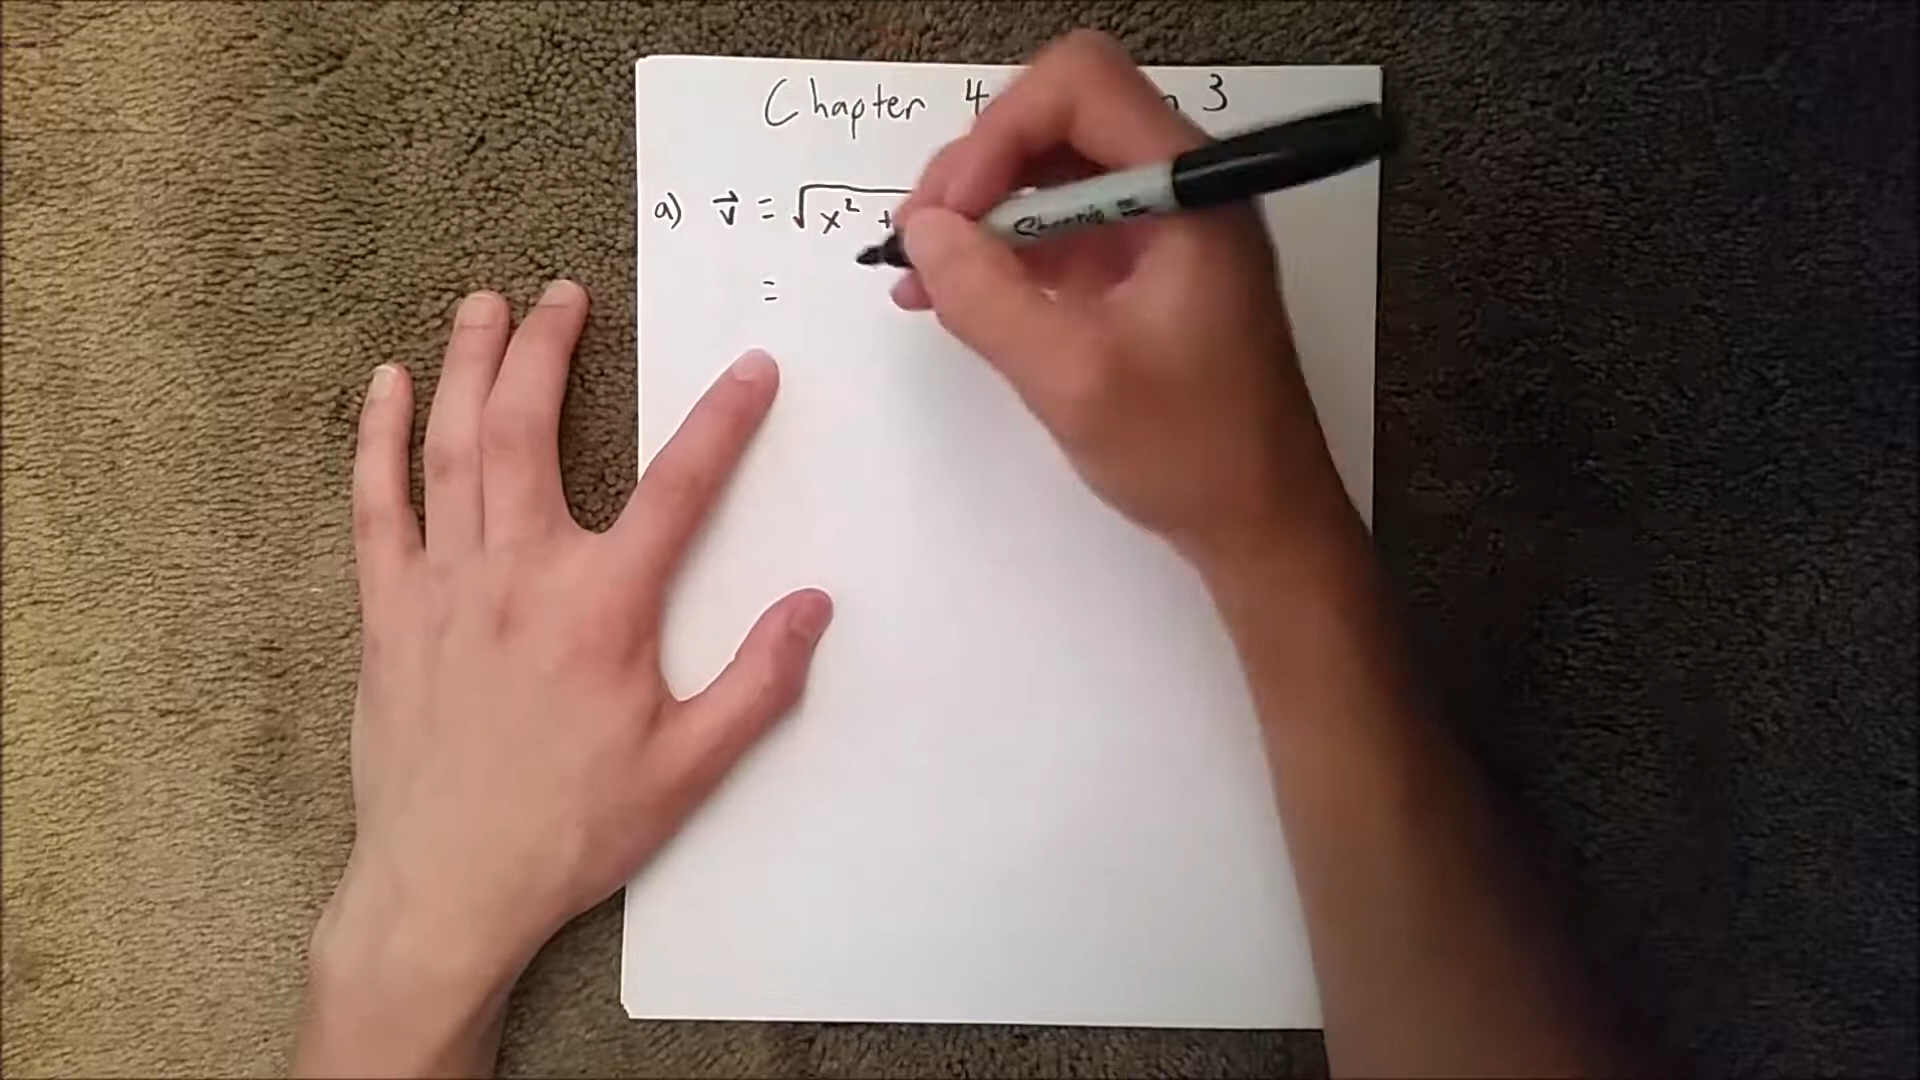 Chapter 4 n 3
a) v⃗ = √x² +
=
Sharpie